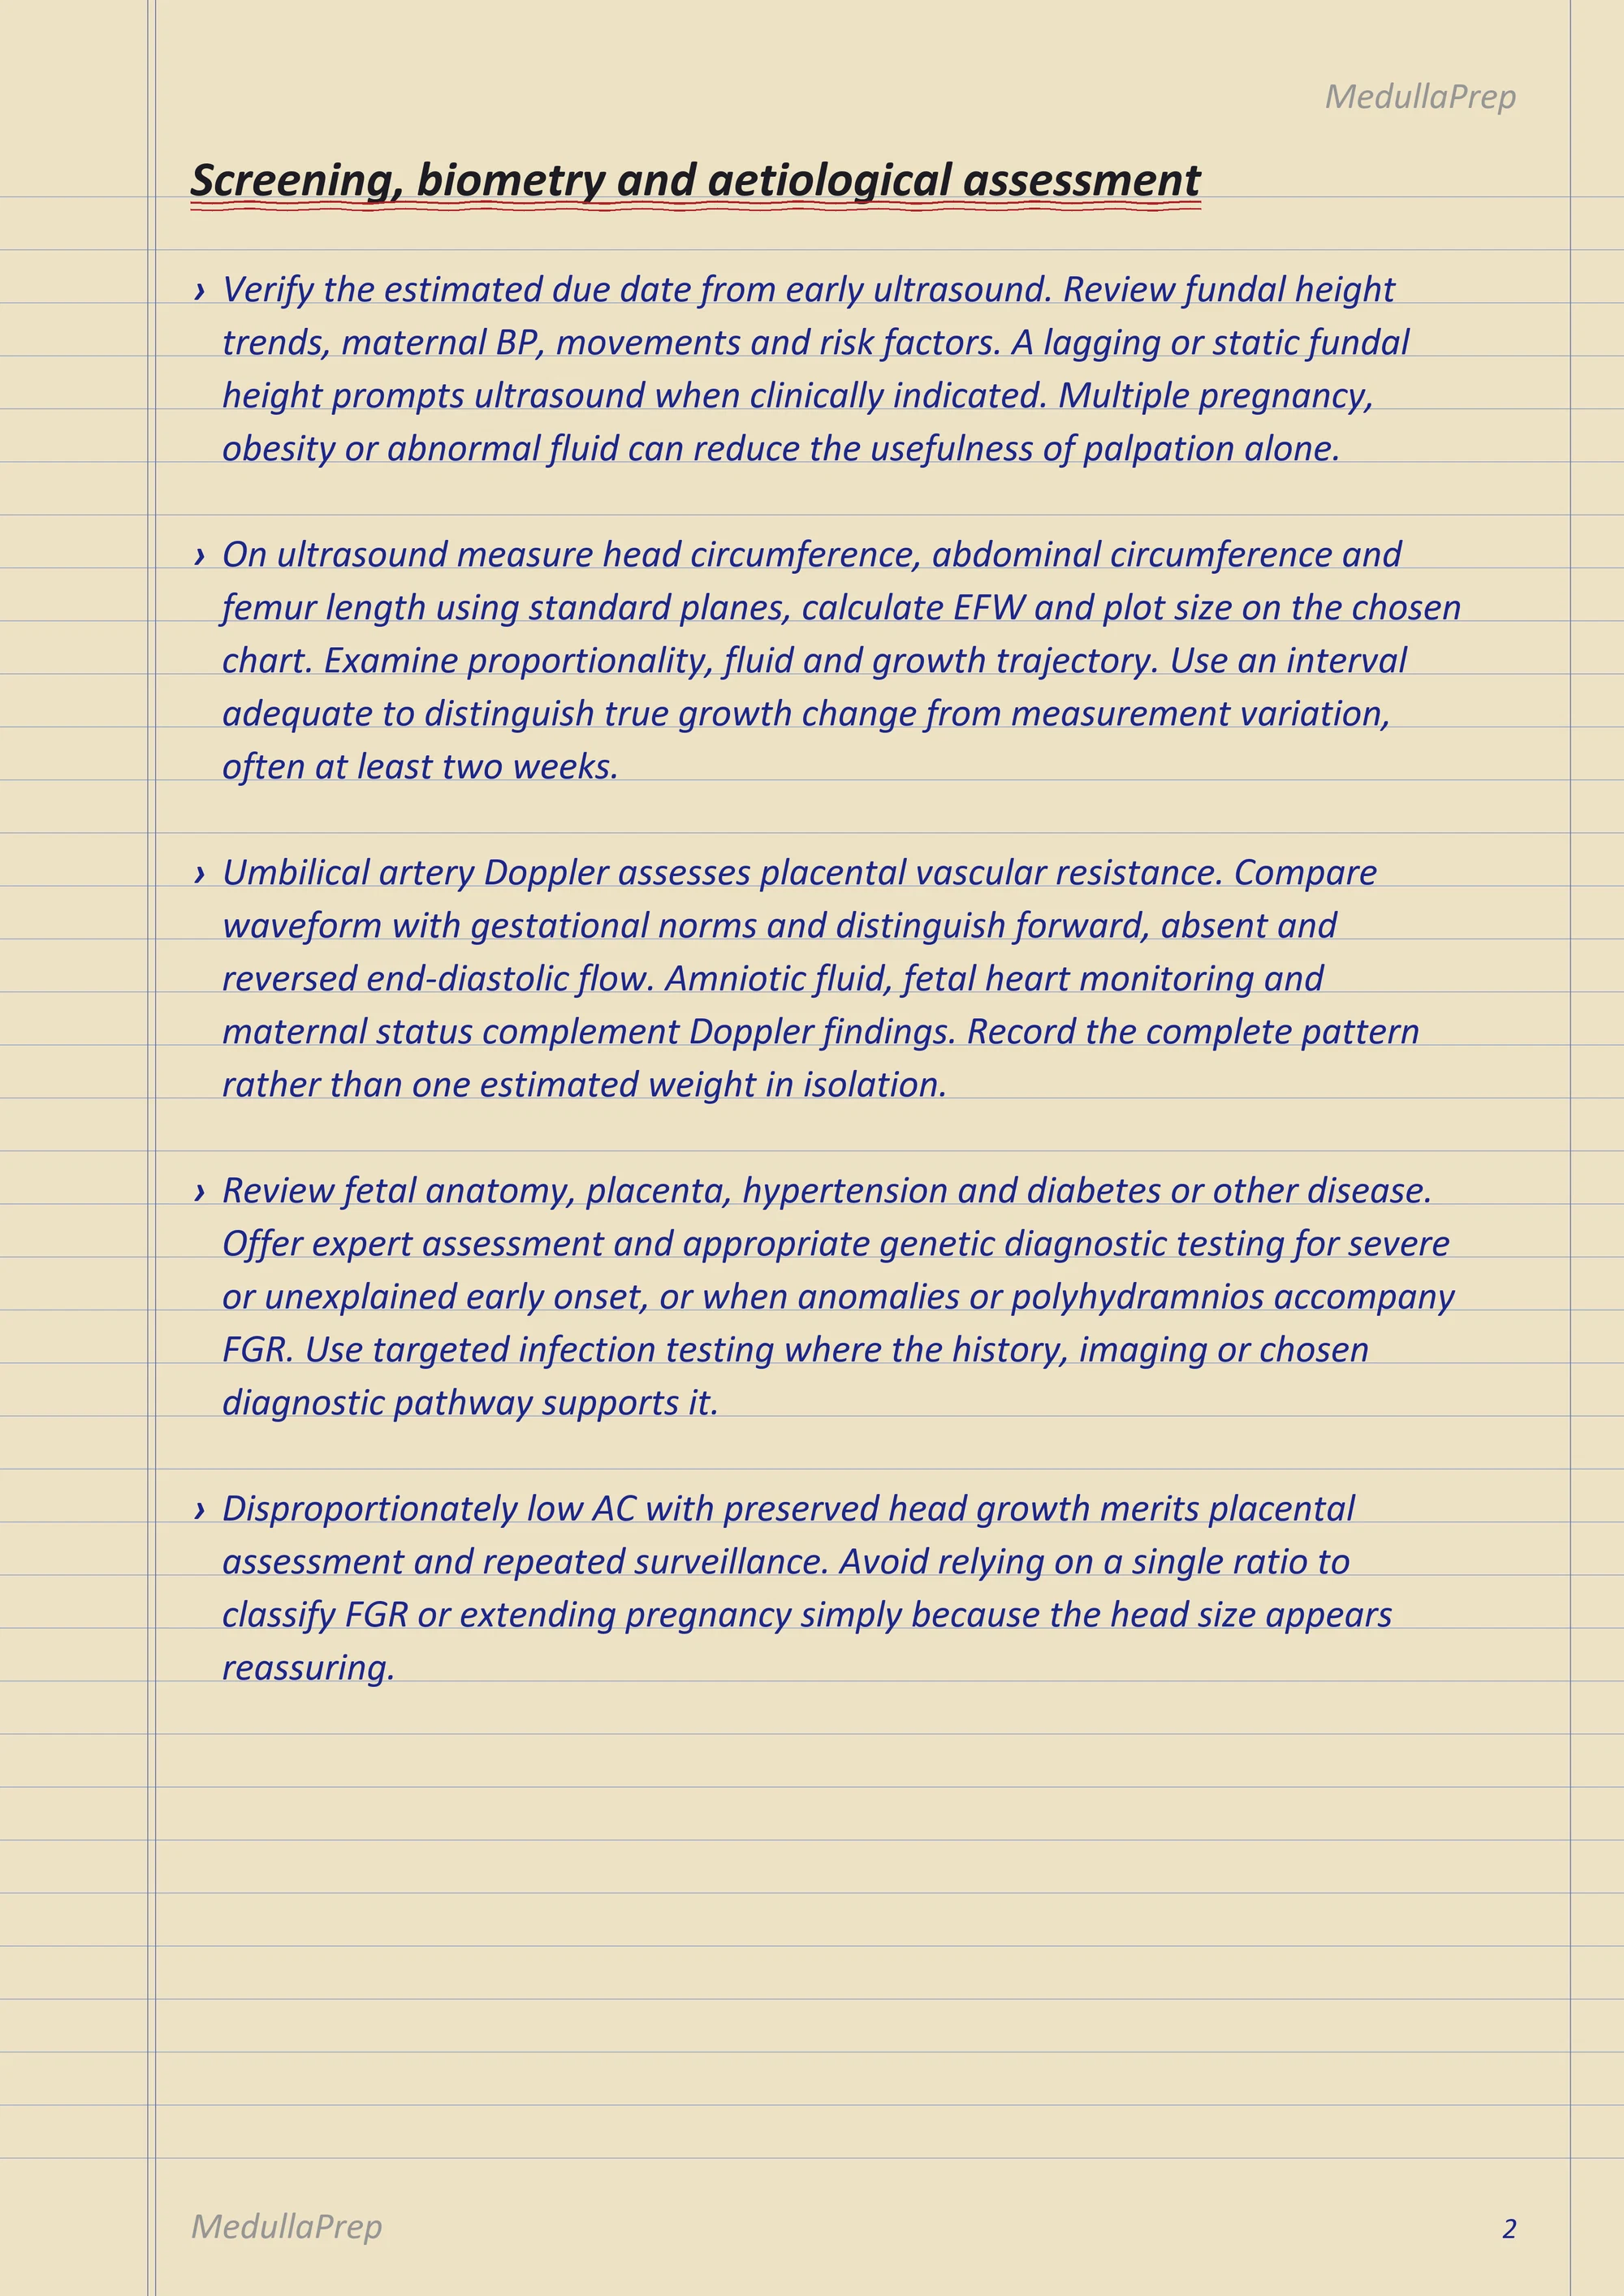 MedullaPrep
Screening, biometry and aetiological assessment
› Verify the estimated due date from early ultrasound. Review fundal height
trends, maternal BP, movements and risk factors. A lagging or static fundal
height prompts ultrasound when clinically indicated. Multiple pregnancy,
obesity or abnormal fluid can reduce the usefulness of palpation alone.
› On ultrasound measure head circumference, abdominal circumference and
femur length using standard planes, calculate EFW and plot size on the chosen
chart. Examine proportionality, fluid and growth trajectory. Use an interval
adequate to distinguish true growth change from measurement variation,
often at least two weeks.
› Umbilical artery Doppler assesses placental vascular resistance. Compare
waveform with gestational norms and distinguish forward, absent and
reversed end-diastolic flow. Amniotic fluid, fetal heart monitoring and
maternal status complement Doppler findings. Record the complete pattern
rather than one estimated weight in isolation.
› Review fetal anatomy, placenta, hypertension and diabetes or other disease.
Offer expert assessment and appropriate genetic diagnostic testing for severe
or unexplained early onset, or when anomalies or polyhydramnios accompany
FGR. Use targeted infection testing where the history, imaging or chosen
diagnostic pathway supports it.
› Disproportionately low AC with preserved head growth merits placental
assessment and repeated surveillance. Avoid relying on a single ratio to
classify FGR or extending pregnancy simply because the head size appears
reassuring.
MedullaPrep
2